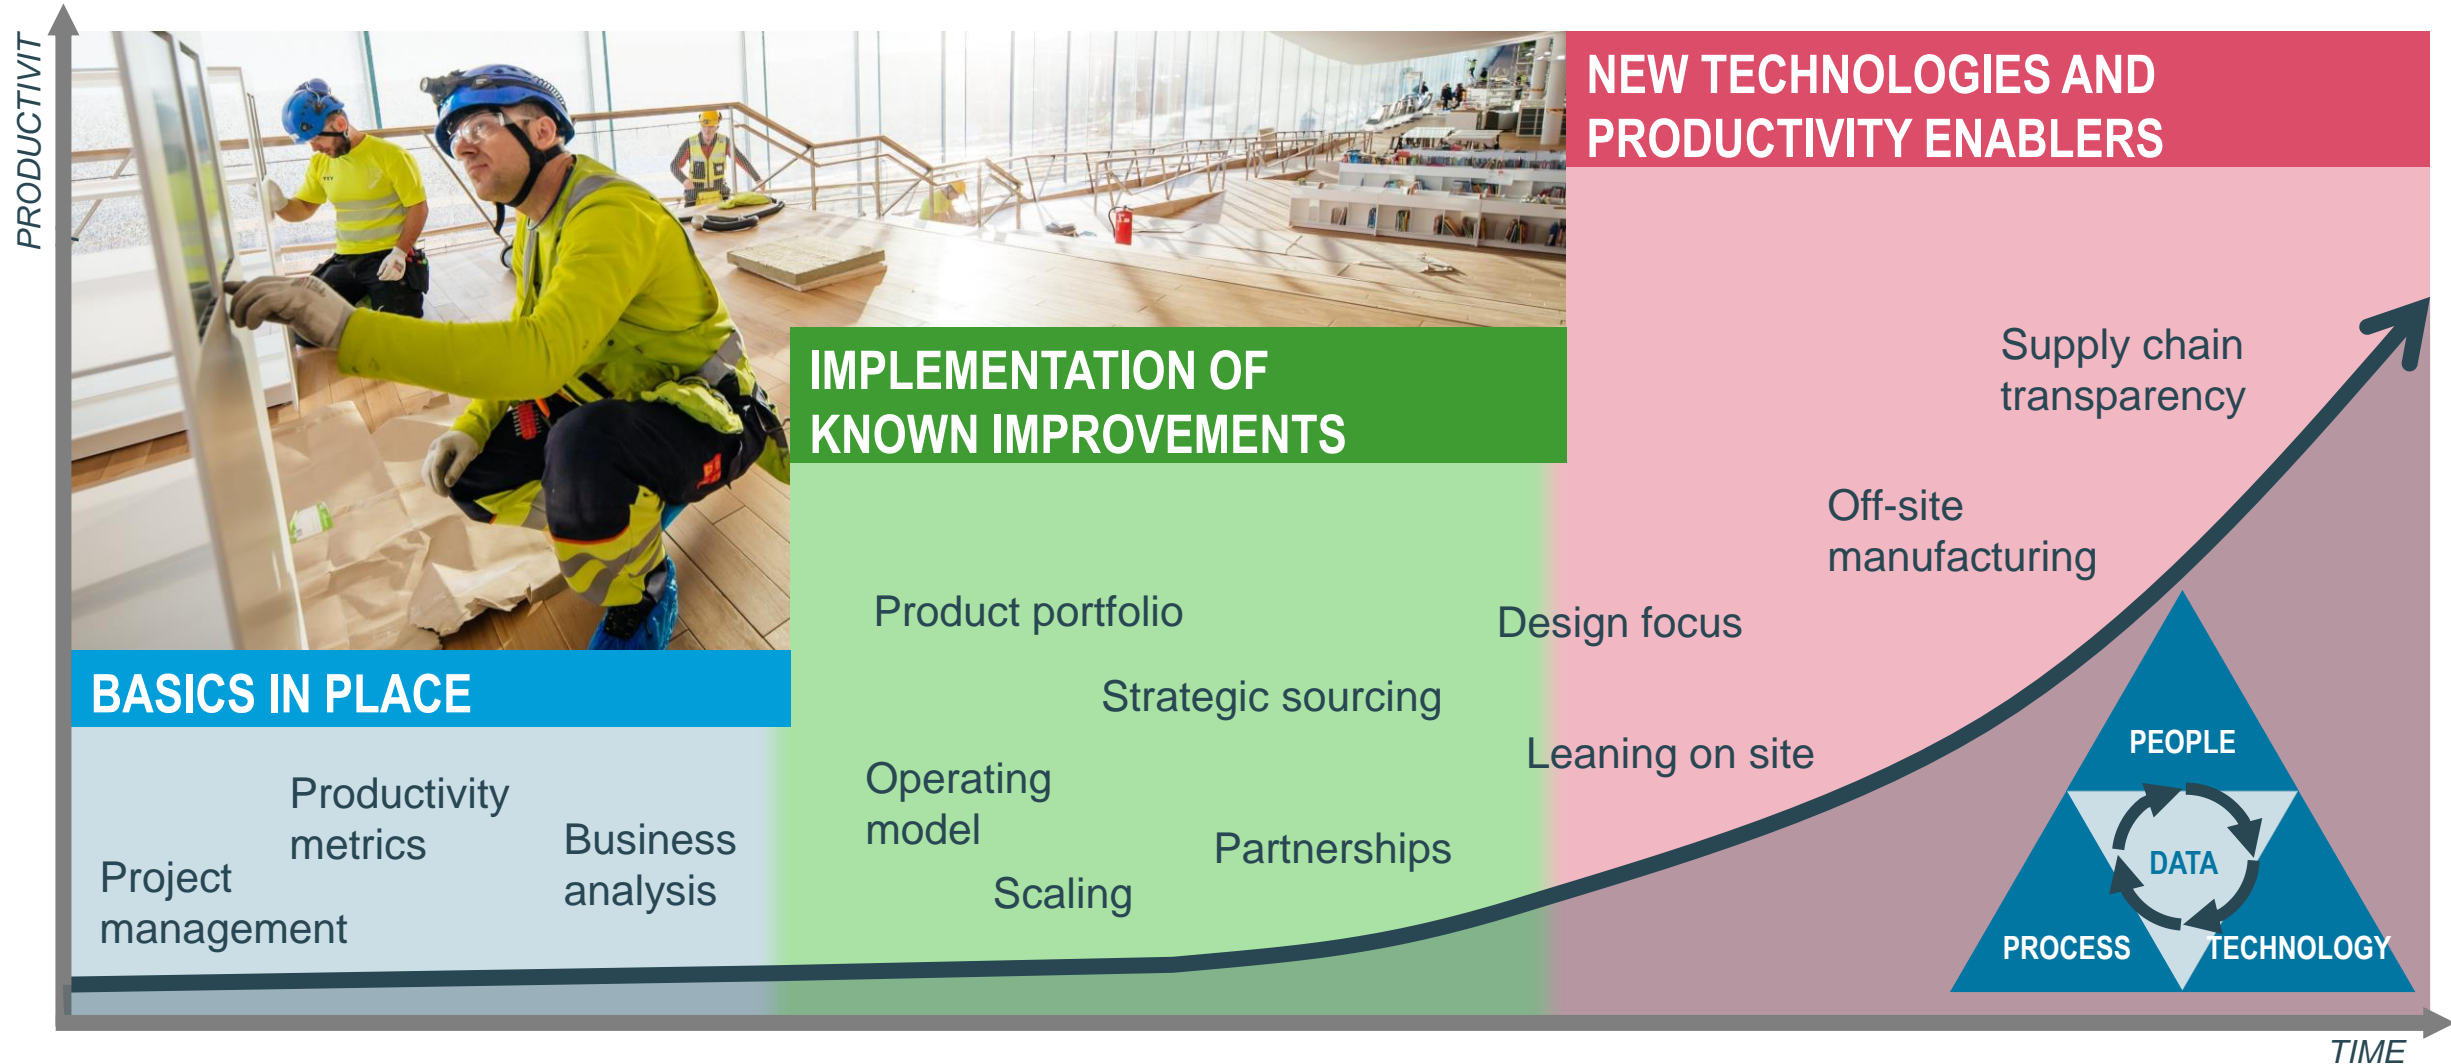 PRODUCTIVIT
NEW TECHNOLOGIES AND
PRODUCTIVITY ENABLERS
IMPLEMENTATION OF
KNOWN IMPROVEMENTS
BASICS IN PLACE
Supply chain
transparency
Off-site
manufacturing
Design focus
Leaning on site
Product portfolio
Strategic sourcing
Operating
model
Partnerships
Scaling
Productivity
metrics
Business
analysis
Project
management
PEOPLE
DATA
PROCESS
TECHNOLOGY
TIME